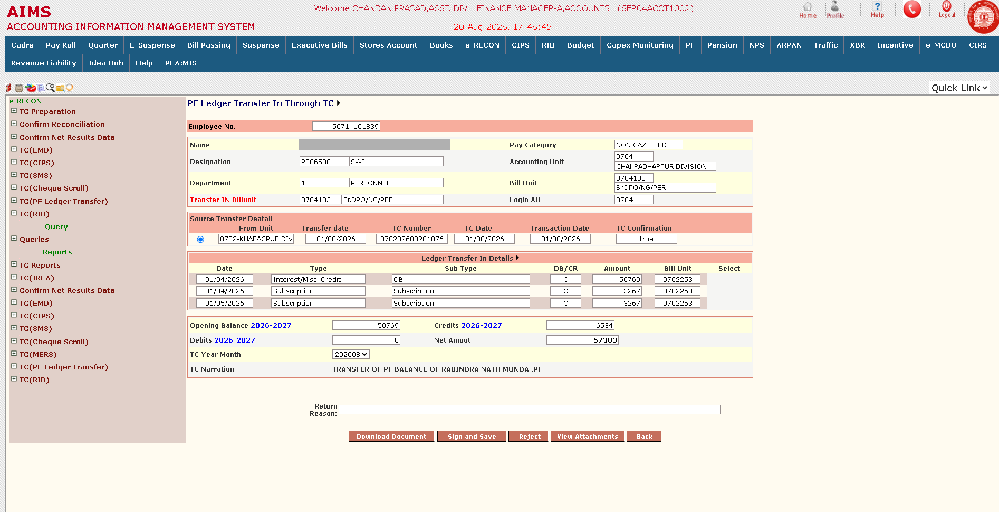 AIMS
ACCOUNTING INFORMATION MANAGEMENT SYSTEM
Welcome CHANDAN PRASAD,ASST. DIVL. FINANCE MANAGER-A,ACCOUNTS (SER04ACCT1002)
20-Aug-2026, 17:46:45
Home Profile Help Logout
Cadre Pay Roll Quarter E-Suspense Bill Passing Suspense Executive Bills Stores Account Books e-RECON CIPS RIB Budget Capex Monitoring PF Pension NPS ARPAN Traffic XBR Incentive e-MCDO CIRS
Revenue Liability Idea Hub Help PFA:MIS
Quick Link
e-RECON
TC Preparation
Confirm Reconciliation
Confirm Net Results Data
TC(EMD)
TC(CIPS)
TC(SMS)
TC(Cheque Scroll)
TC(PF Ledger Transfer)
TC(RIB)
Query
Queries
Reports
TC Reports
TC(IRFA)
Confirm Net Results Data
TC(EMD)
TC(CIPS)
TC(SMS)
TC(Cheque Scroll)
TC(MERS)
TC(PF Ledger Transfer)
TC(RIB)
PF Ledger Transfer In Through TC
Employee No. 50714101839
Name Pay Category NON GAZETTED
Designation PE06500 SWI Accounting Unit 0704
CHAKRADHARPUR DIVISION
Department 10 PERSONNEL Bill Unit 0704103
Sr.DPO/NG/PER
Transfer IN Billunit 0704103 Sr.DPO/NG/PER Login AU 0704
Source Transfer Deatail
From Unit Transfer date TC Number TC Date Transaction Date TC Confirmation
0702-KHARAGPUR DIV 01/08/2026 070202608201076 01/08/2026 01/08/2026 true
Ledger Transfer In Details
Date Type Sub Type DB/CR Amount Bill Unit Select
01/04/2026 Interest/Misc. Credit OB C 50769 0702253
01/04/2026 Subscription Subscription C 3267 0702253
01/05/2026 Subscription Subscription C 3267 0702253
Opening Balance 2026-2027 50769 Credits 2026-2027 6534
Debits 2026-2027 0 Net Amout 57303
TC Year Month 202608
TC Narration TRANSFER OF PF BALANCE OF RABINDRA NATH MUNDA ,PF
Return
Reason:
Download Document Sign and Save Reject View Attachments Back